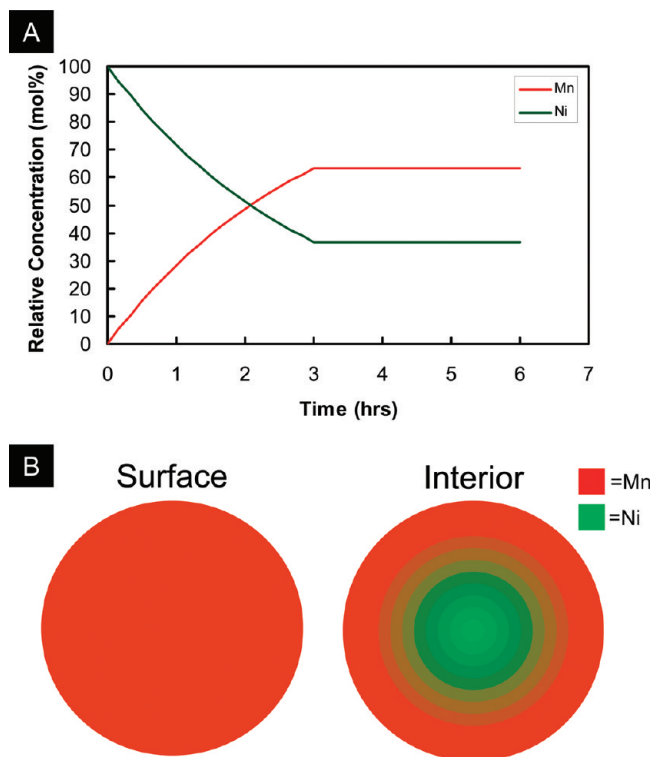 A
Relative Concentration (mol%)
100
90
80
70
60
50
40
30
20
10
0
Mn
Ni
0 1 2 3 4 5 6 7
Time (hrs)
B
Surface Interior
=Mn
=Ni